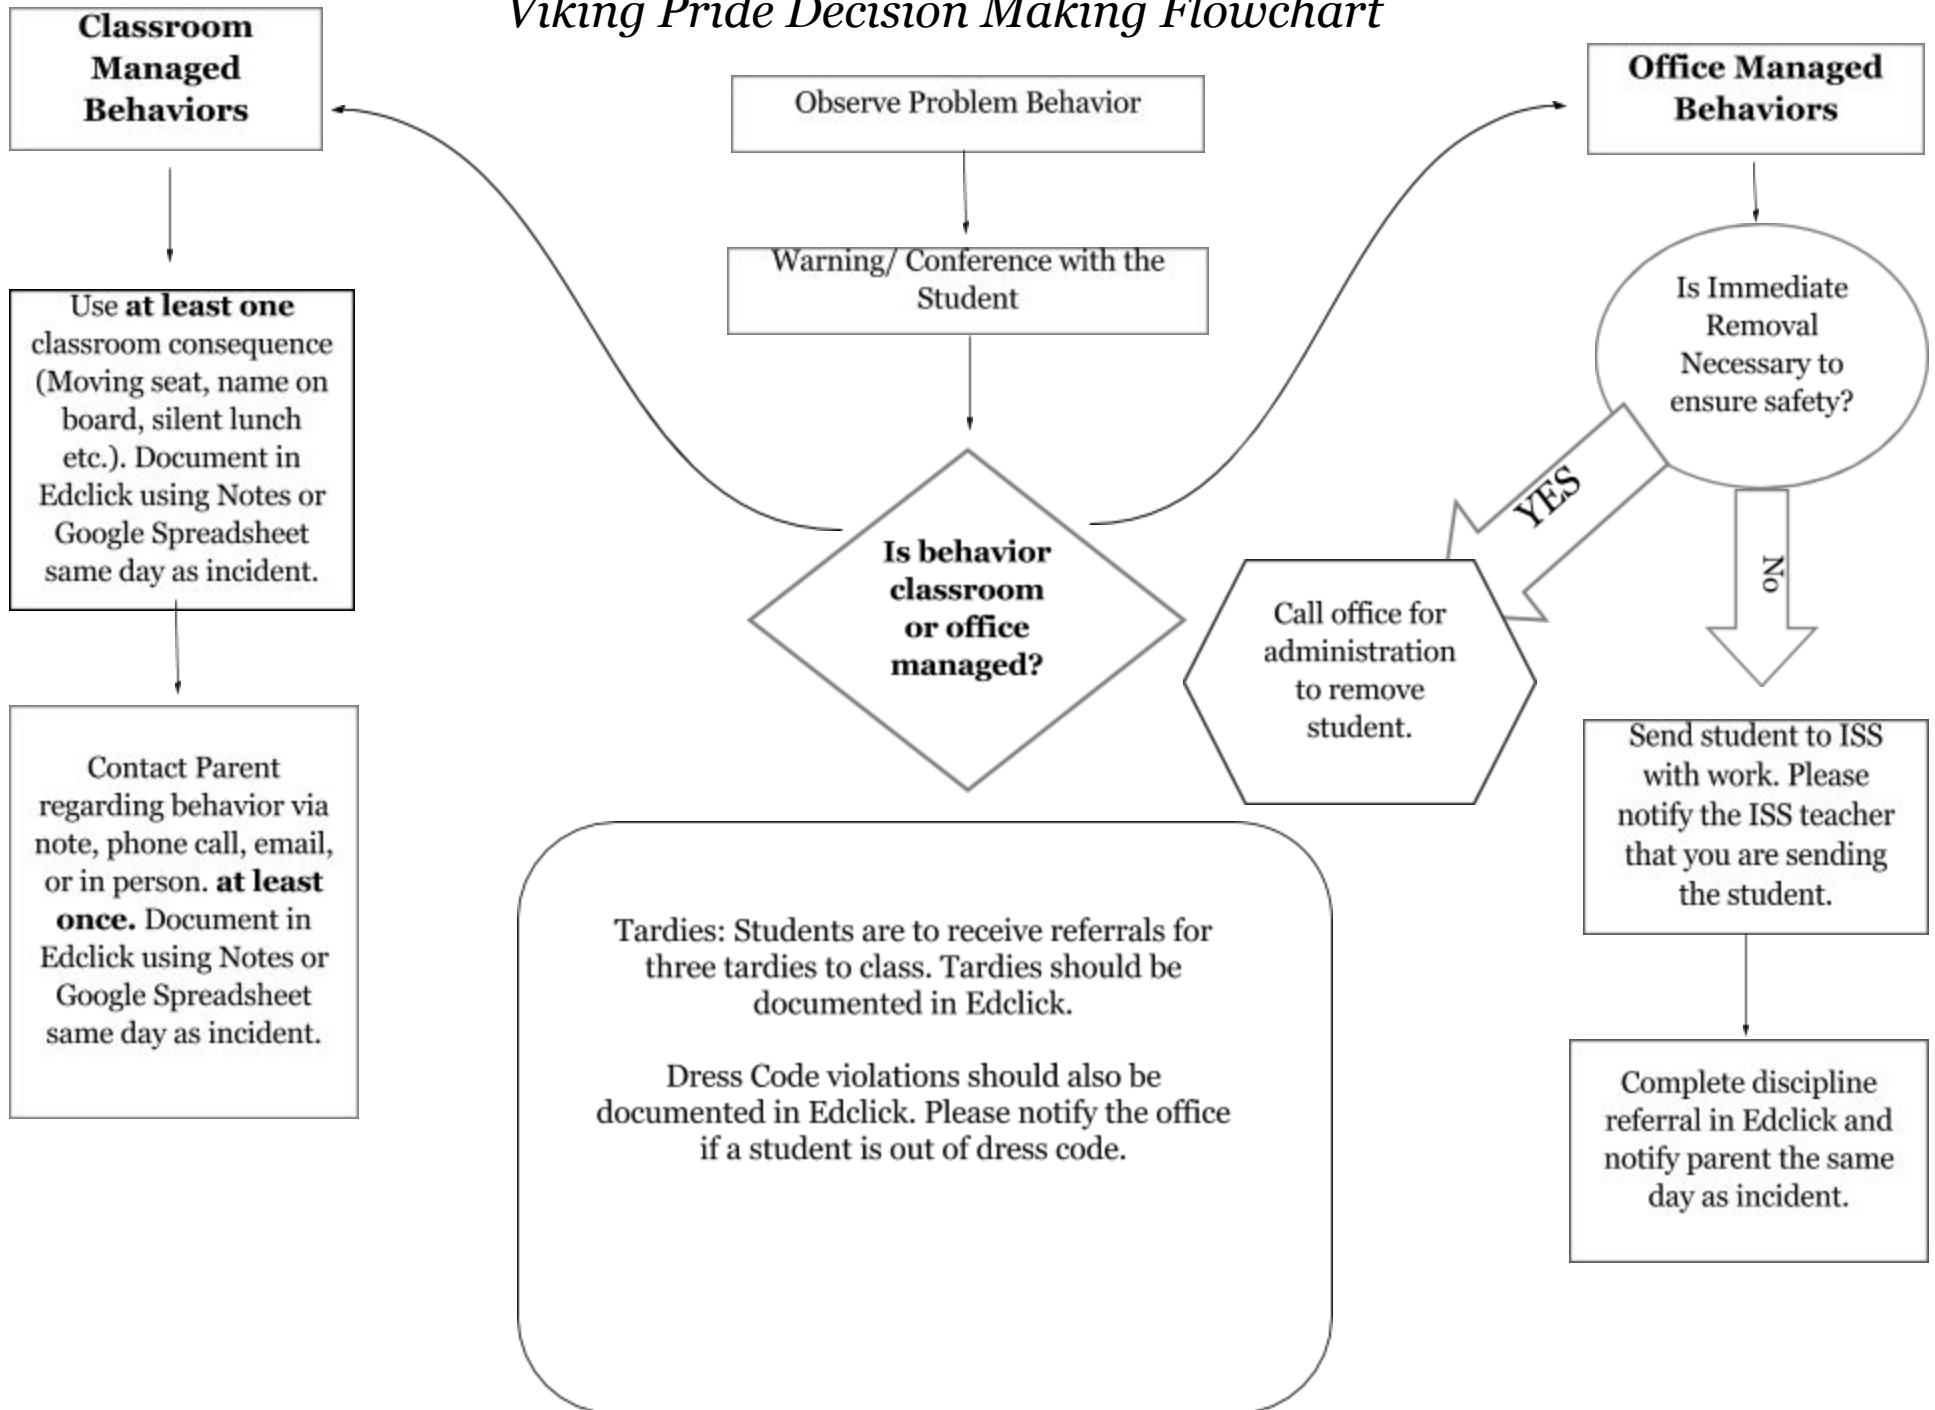 Viking Pride Decision Making Flowchart
Classroom
Managed
Behaviors
Use at least one
classroom consequence
(Moving seat, name on
board, silent lunch
etc.). Document in
Edclick using Notes or
Google Spreadsheet
same day as incident.
Contact Parent
regarding behavior via
note, phone call, email,
or in person. at least
once. Document in
Edclick using Notes or
Google Spreadsheet
same day as incident.
Observe Problem Behavior
Warning/ Conference with the
Student
Is behavior
classroom
or office
managed?
Tardies: Students are to receive referrals for
three tardies to class. Tardies should be
documented in Edclick.
Dress Code violations should also be
documented in Edclick. Please notify the office
if a student is out of dress code.
Office Managed
Behaviors
Is Immediate
Removal
Necessary to
ensure safety?
YES
No
Call office for
administration
to remove
student.
Send student to ISS
with work. Please
notify the ISS teacher
that you are sending
the student.
Complete discipline
referral in Edclick and
notify parent the same
day as incident.